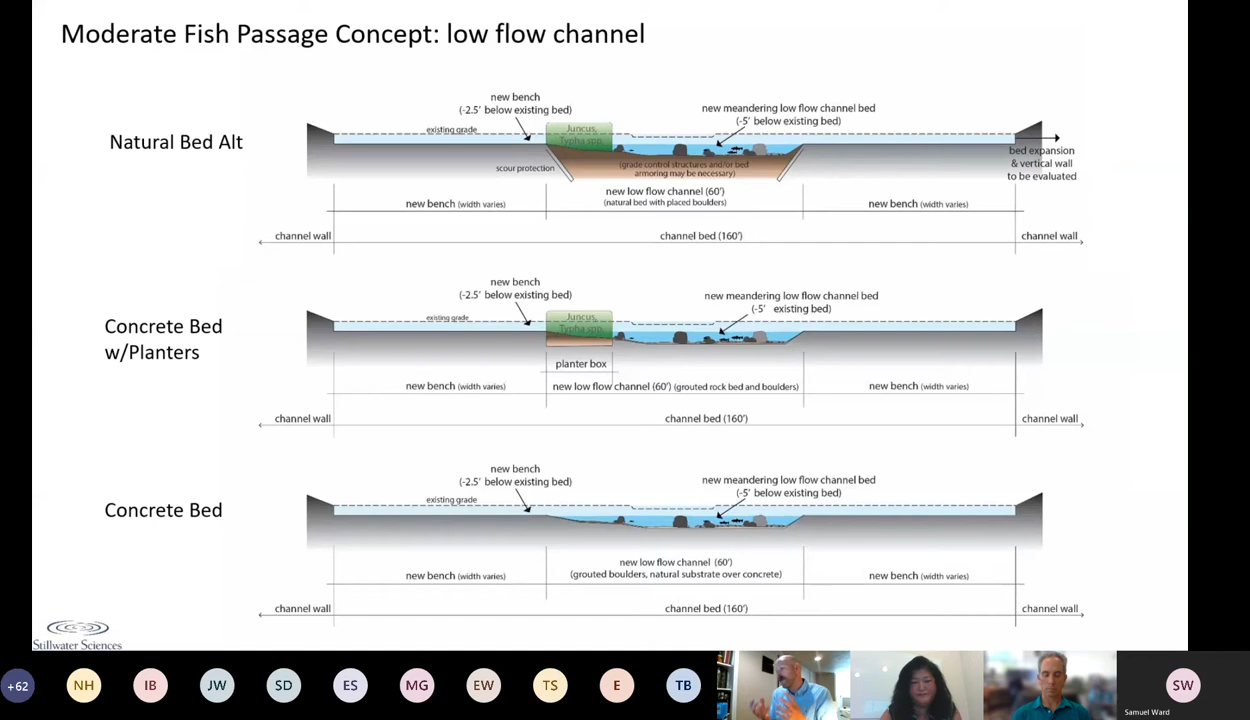 Moderate Fish Passage Concept: low flow channel
Natural Bed Alt
new bench
(-2.5' below existing bed)
existing grade
Juncus,
Typha spp.
new meandering low flow channel bed
(-5' below existing bed)
scour protection
(grade control structures and/or bed
armoring may be necessary)
bed expansion
& vertical wall
to be evaluated
new low flow channel (60')
(natural bed with placed boulders)
new bench (width varies)
new bench (width varies)
channel wall
channel bed (160')
channel wall
Concrete Bed
w/Planters
new bench
(-2.5' below existing bed)
existing grade
Juncus,
Typha spp.
new meandering low flow channel bed
(-5' existing bed)
planter box
new bench (width varies)
new low flow channel (60') (grouted rock bed and boulders)
new bench (width varies)
channel wall
channel bed (160')
channel wall
Concrete Bed
new bench
(-2.5' below existing bed)
existing grade
new meandering low flow channel bed
(-5' below existing bed)
new low flow channel (60')
(grouted boulders, natural substrate over concrete)
new bench (width varies)
new bench (width varies)
channel wall
channel bed (160')
channel wall
Stillwater Sciences
+62
NH
IB
JW
SD
ES
MG
EW
TS
E
TB
SW
Samuel Ward